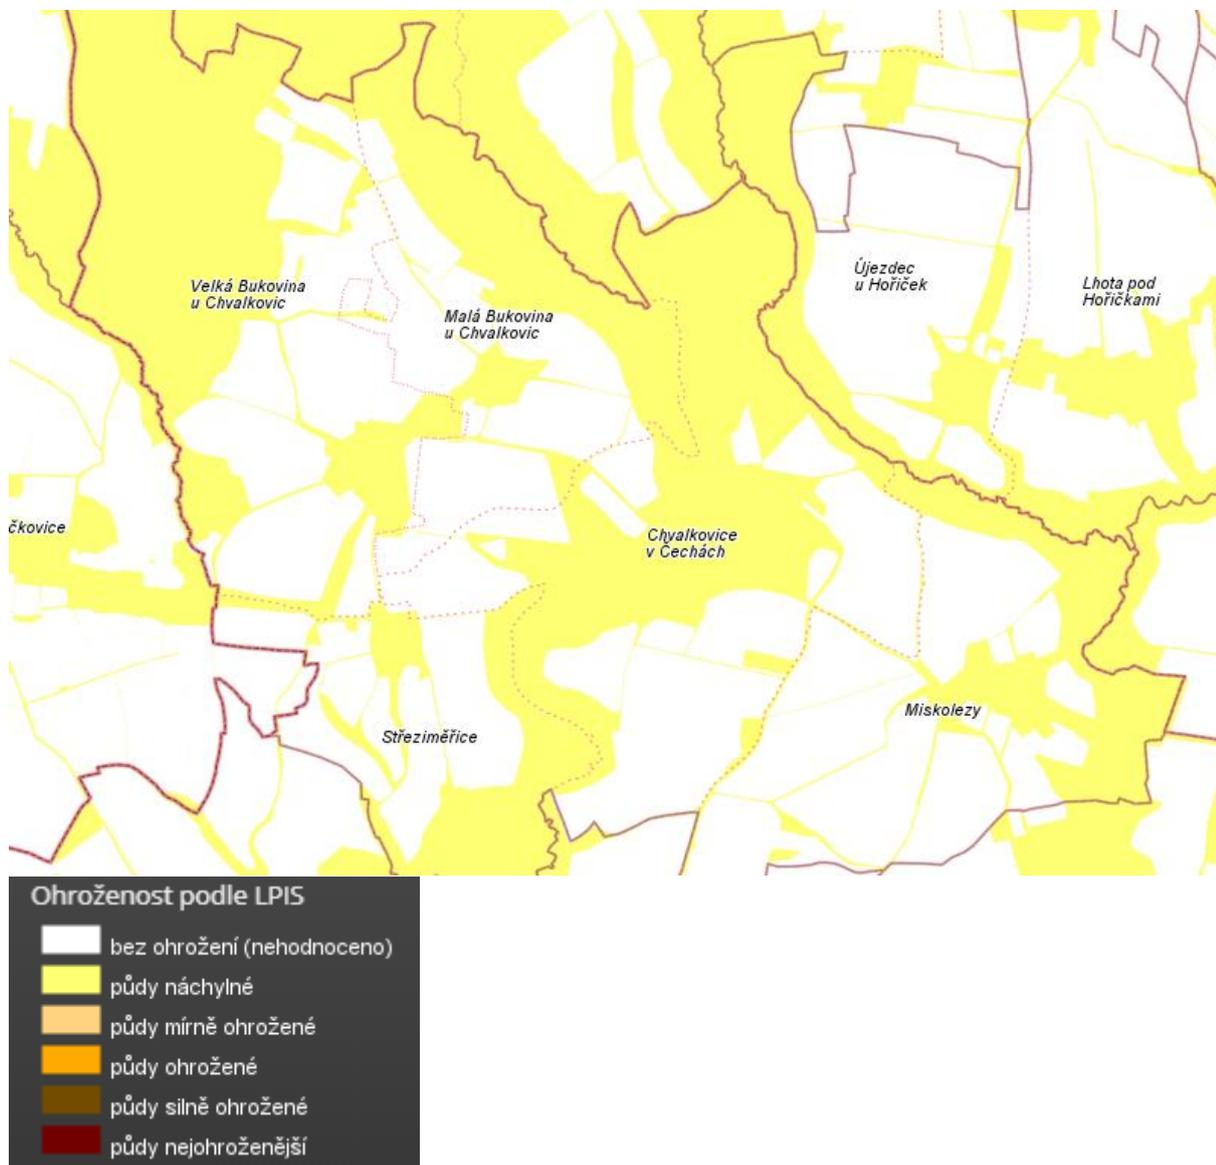 Újezdec
u Hořiček
Lhota pod
Hořičkami
Velká Bukovina
u Chvalkovic
Malá Bukovina
u Chvalkovic
čkovice
Chvalkovice
v Čechách
Miskolezy
Střeziměřice
Ohroženost podle LPIS
bez ohrožení (nehodnoceno)
půdy náchylné
půdy mírně ohrožené
půdy ohrožené
půdy silně ohrožené
půdy nejohroženější